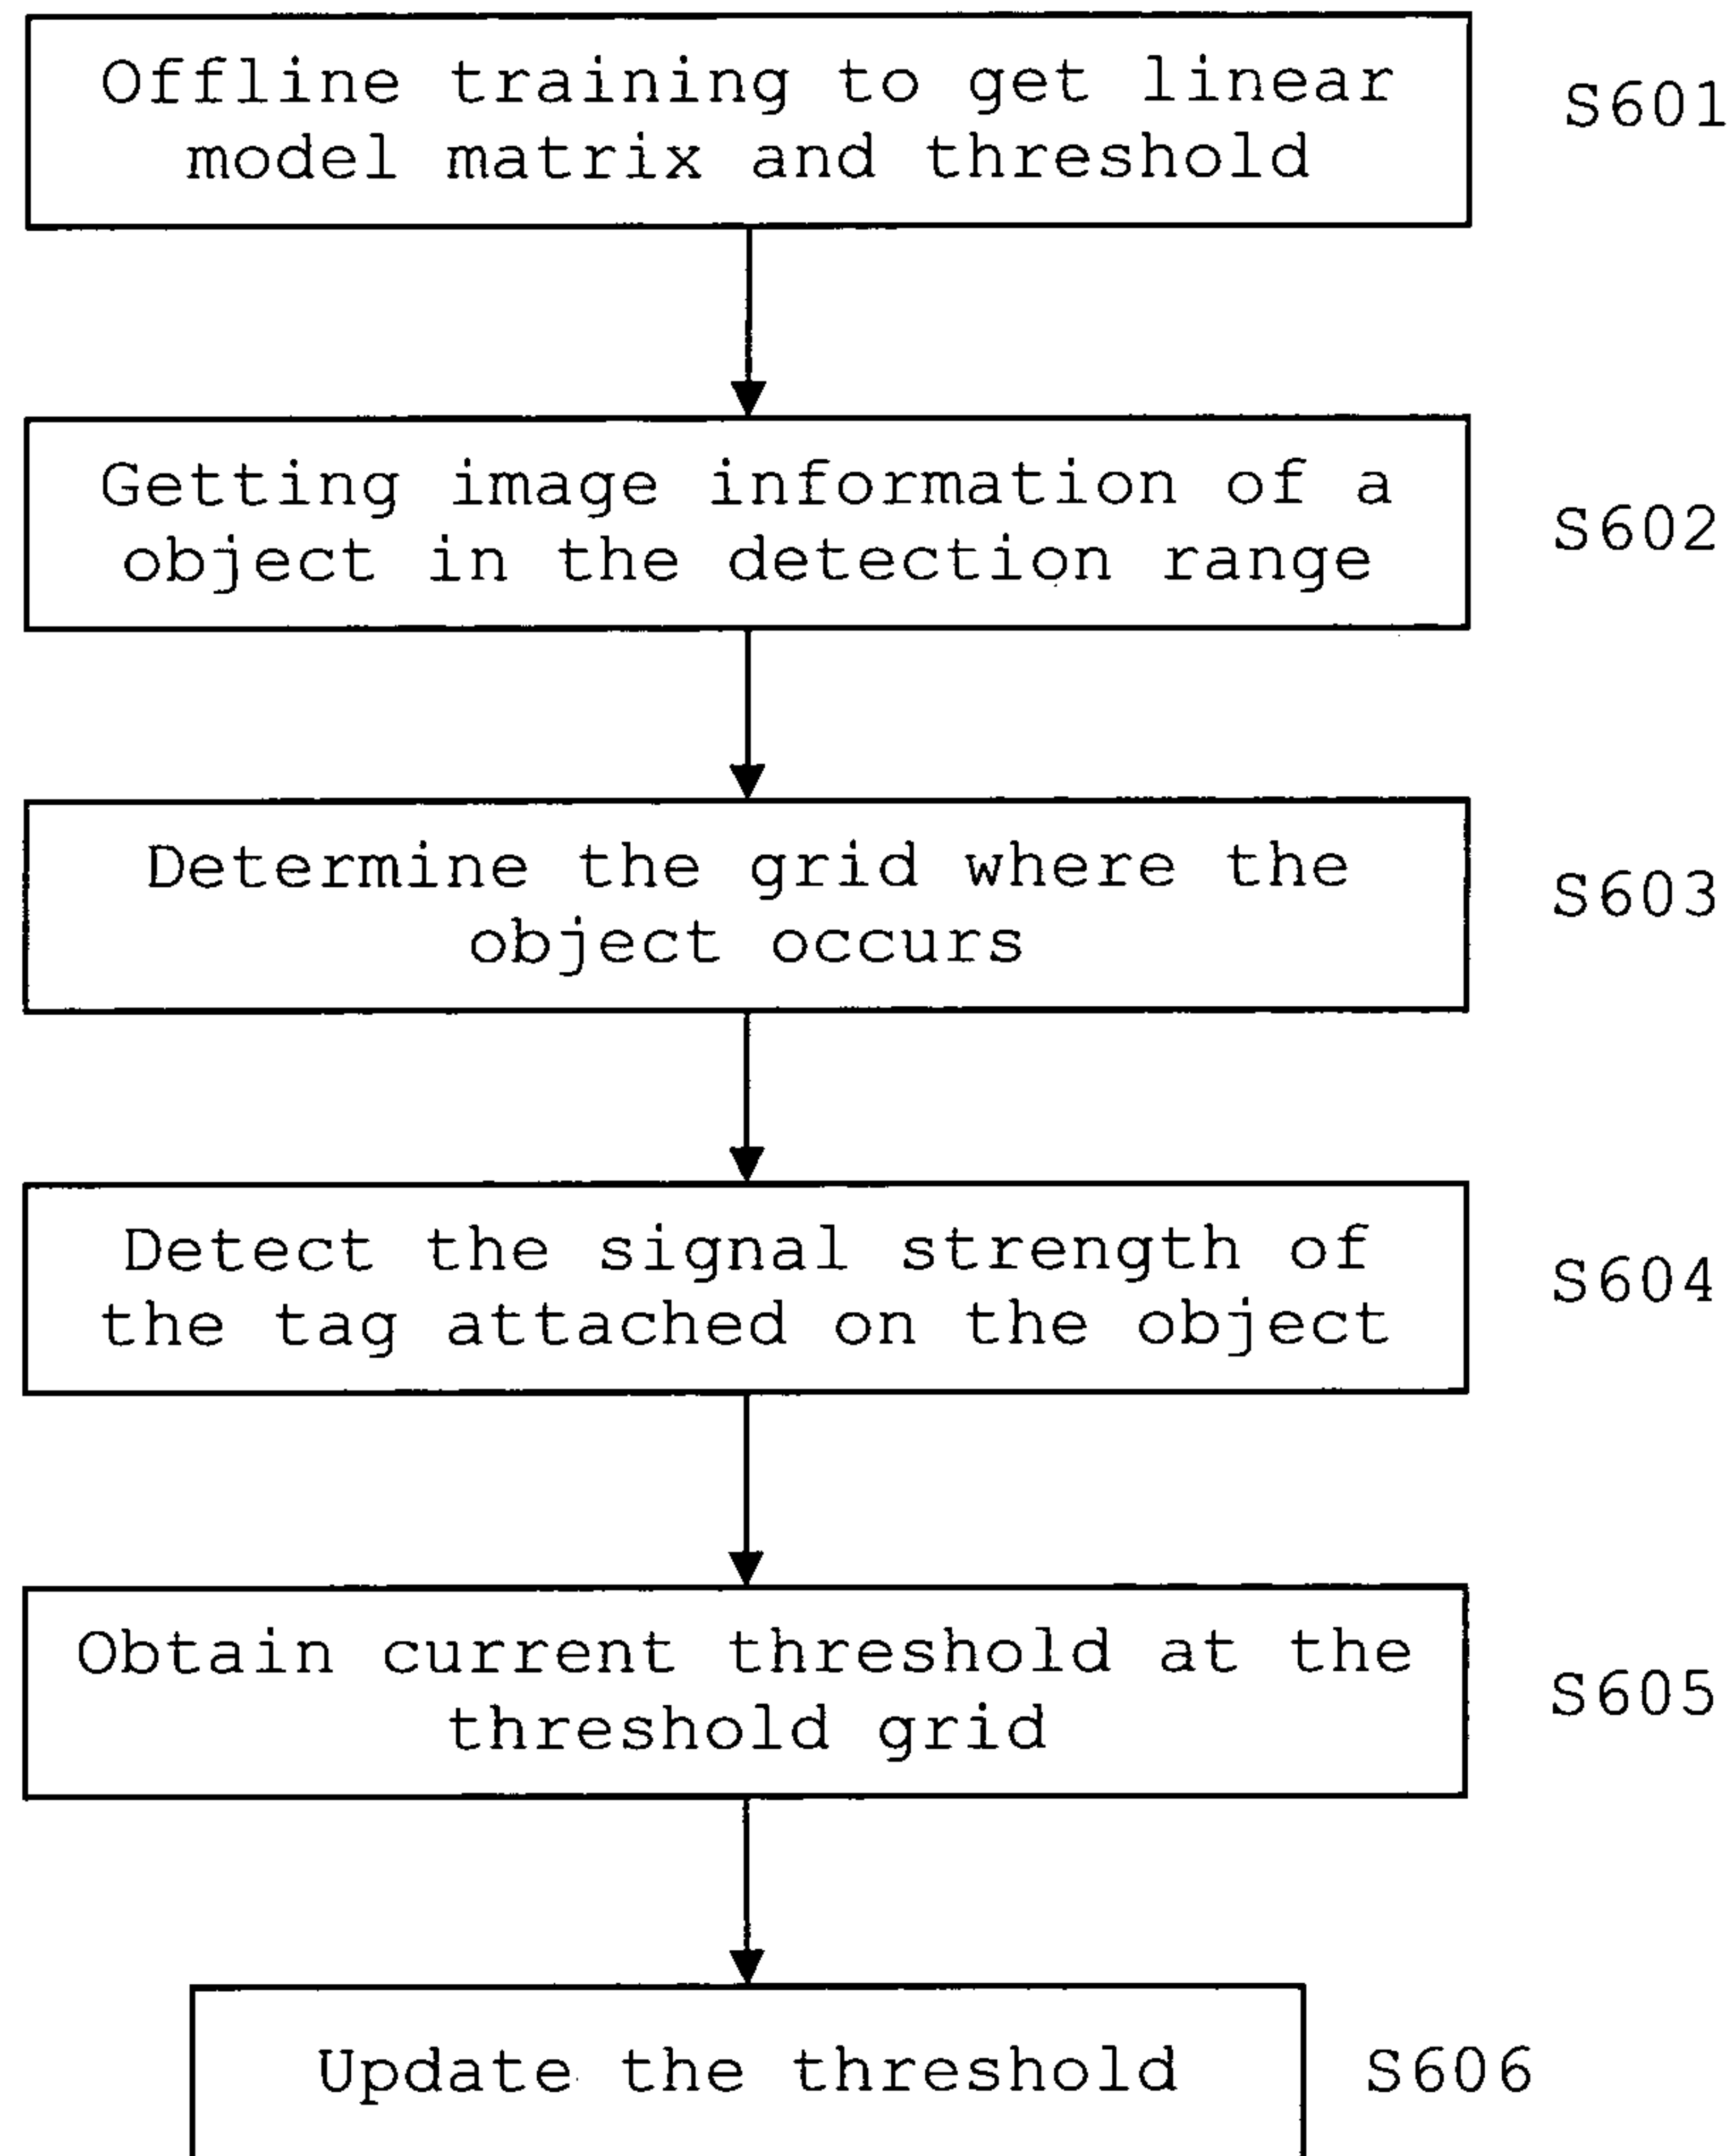 Offline training to get linear
model matrix and threshold
S601
Getting image information of a
object in the detection range
S602
Determine the grid where the
object occurs
S603
Detect the signal strength of
the tag attached on the object
S604
Obtain current threshold at the
threshold grid
S605
Update the threshold
S606